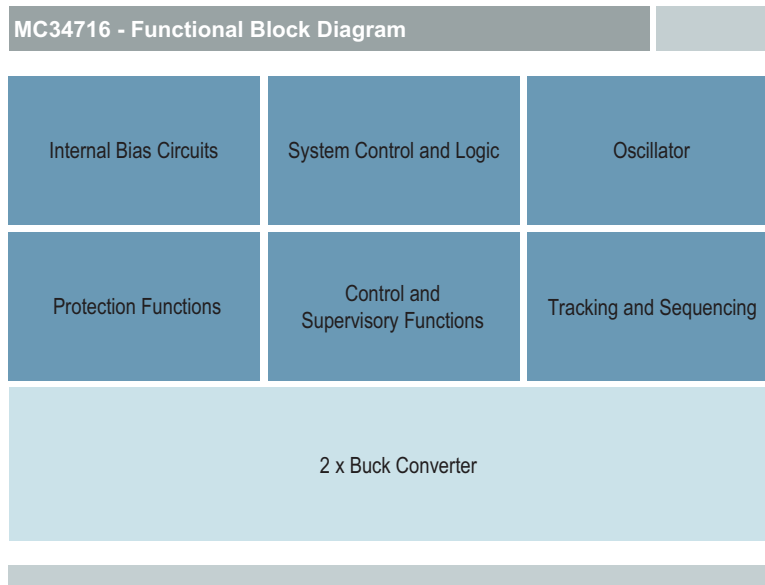 MC34716 - Functional Block Diagram
Internal Bias Circuits
System Control and Logic
Oscillator
Protection Functions
Control and
Supervisory Functions
Tracking and Sequencing
2 x Buck Converter